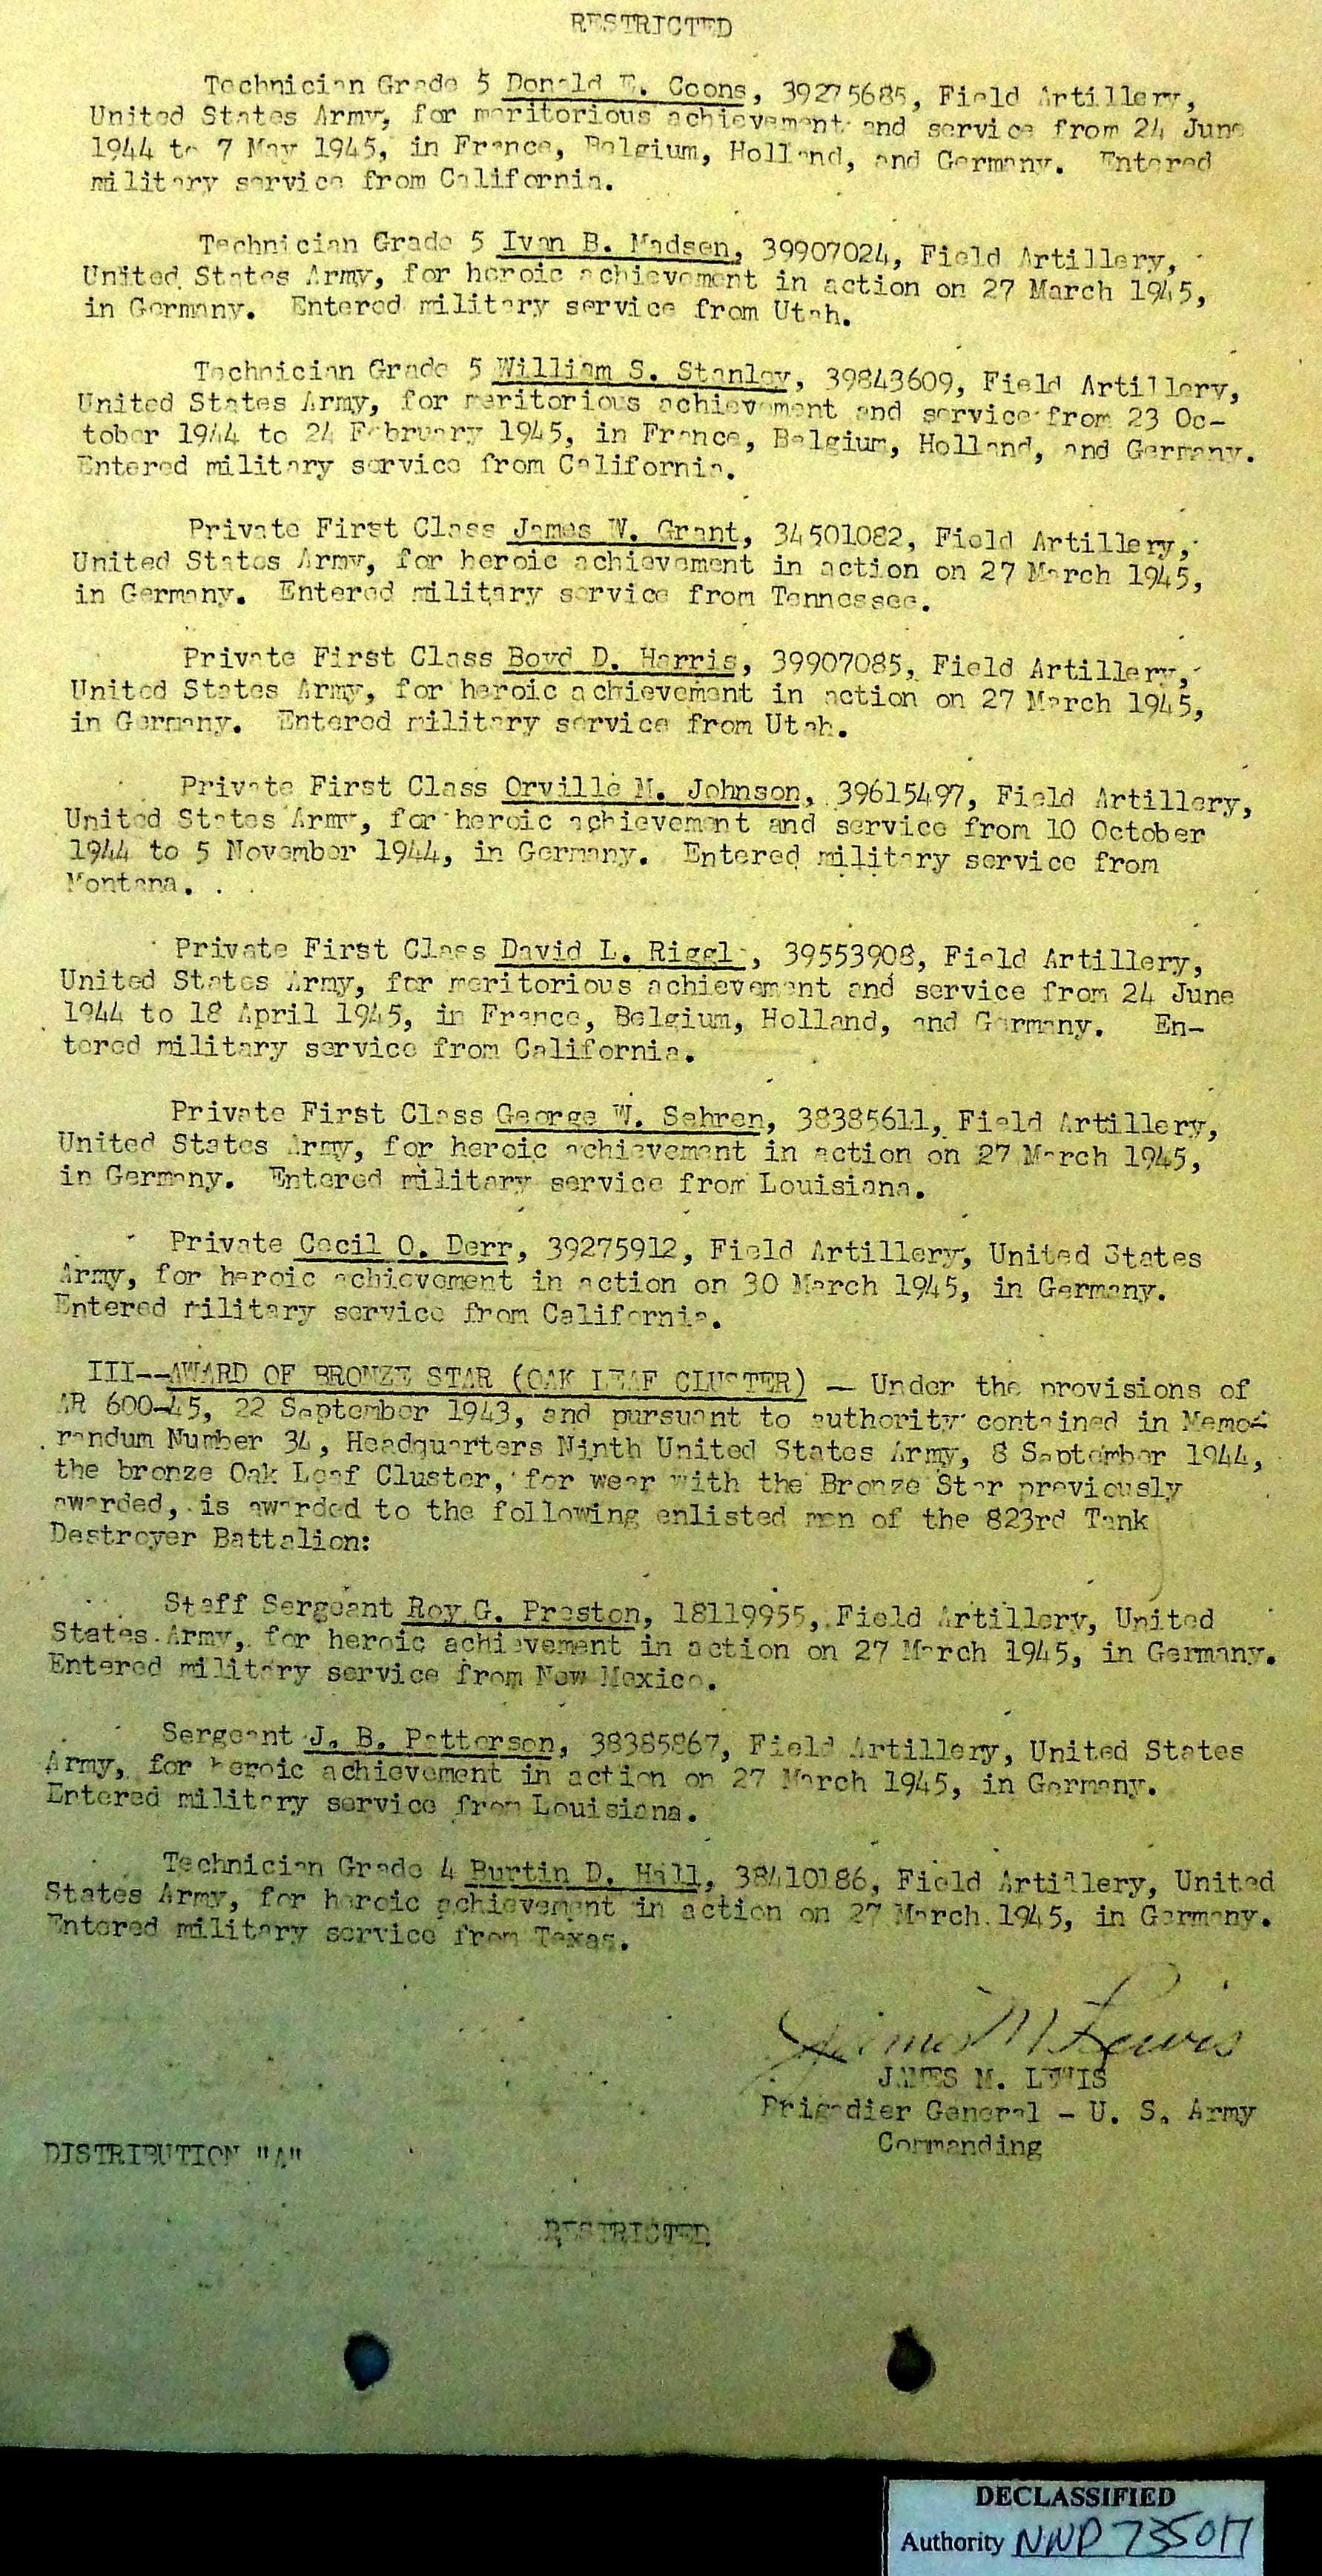 RESTRICTED
Technician Grade 5 Donald E. Coons, 39275685, Field Artillery,
United States Army, for meritorious achievement and service from 24 June
1944 to 7 May 1945, in France, Belgium, Holland, and Germany. Entered
military service from California.
Technician Grade 5 Ivan B. Madsen, 39907024, Field Artillery,
United States Army, for heroic achievement in action on 27 March 1945,
in Germany. Entered military service from Utah.
Technician Grade 5 William S. Stanley, 39843609, Field Artillery,
United States Army, for meritorious achievement and service from 23 Oc-
tober 1944 to 24 February 1945, in France, Belgium, Holland, and Germany.
Entered military service from California.
Private First Class James W. Grant, 34501082, Field Artillery,
United States Army, for heroic achievement in action on 27 March 1945,
in Germany. Entered military service from Tennessee.
Private First Class Boyd D. Harris, 39907085, Field Artillery,
United States Army, for heroic achievement in action on 27 March 1945,
in Germany. Entered military service from Utah.
Private First Class Orville M. Johnson, 39615497, Field Artillery,
United States Army, for heroic achievement and service from 10 October
1944 to 5 November 1944, in Germany. Entered military service from
Montana.
Private First Class David L. 39553908, Field Artillery,
United States Army, for meritorious achievement and service from 24 June
1944 to 18 April 1945, in France, Belgium, Holland, and Germany. En-
tered military service from California.
Private First Class George W. Sehren, 38385611, Field Artillery,
United States Army, for heroic achievement in action on 27 March 1945,
in Germany. Entered military service from Louisiana.
Private Cecil O. Derr, 39275912, Field Artillery, United States
Army, for heroic achievement in action on 30 March 1945, in Germany.
Entered military service from California.
III--AWARD OF BRONZE STAR (OAK LEAF CLUSTER) - Under the provisions of
AR 600-45, 22 September 1943, and pursuant to authority contained in Memo-
randum Number 34, Headquarters Ninth United States Army, 8 September 1944,
the bronze Oak Leaf Cluster, for wear with the Bronze Star previously
awarded, is awarded to the following enlisted men of the 823rd Tank
Destroyer Battalion:
Staff Sergeant Roy G. Preston, 18119955, Field Artillery, United
States Army, for heroic achievement in action on 27 March 1945, in Germany.
Entered military service from New Mexico.
Sergeant J. B. Patterson, 38385867, Field Artillery, United States
Army, for heroic achievement in action on 27 March 1945, in Germany.
Entered military service from Louisiana.
Technician Grade 4 Burtin D. Hall, 38410186, Field Artillery, United
States Army, for heroic achievement in action on 27 March 1945, in Germany.
Entered military service from Texas.
James M Lewis
JAMES M. LEWIS
Brigadier General - U. S. Army
Commanding
DISTRIBUTION "A"
RESTRICTED
DECLASSIFIED
Authority NND 735017